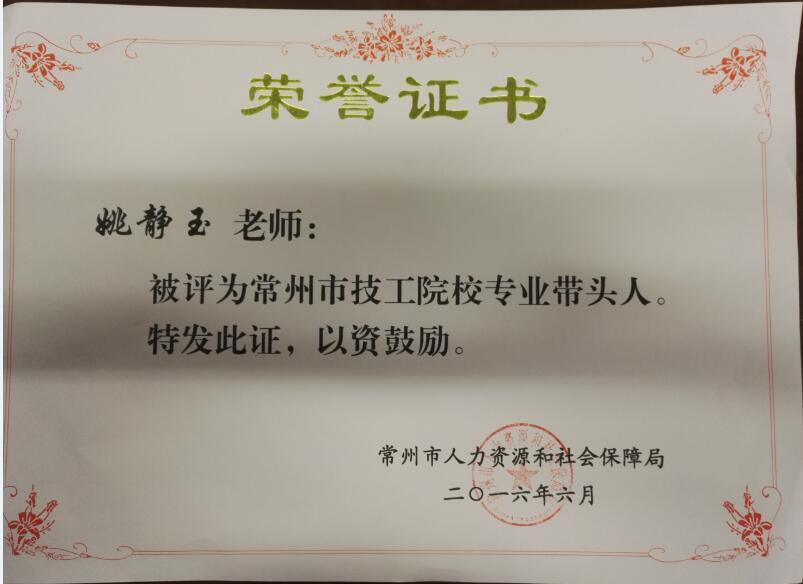 荣誉证书
姚静玉 老师：
被评为常州市技工院校专业带头人。
特发此证，以资鼓励。
常州市人力资源和社会保障局
二〇一六年六月